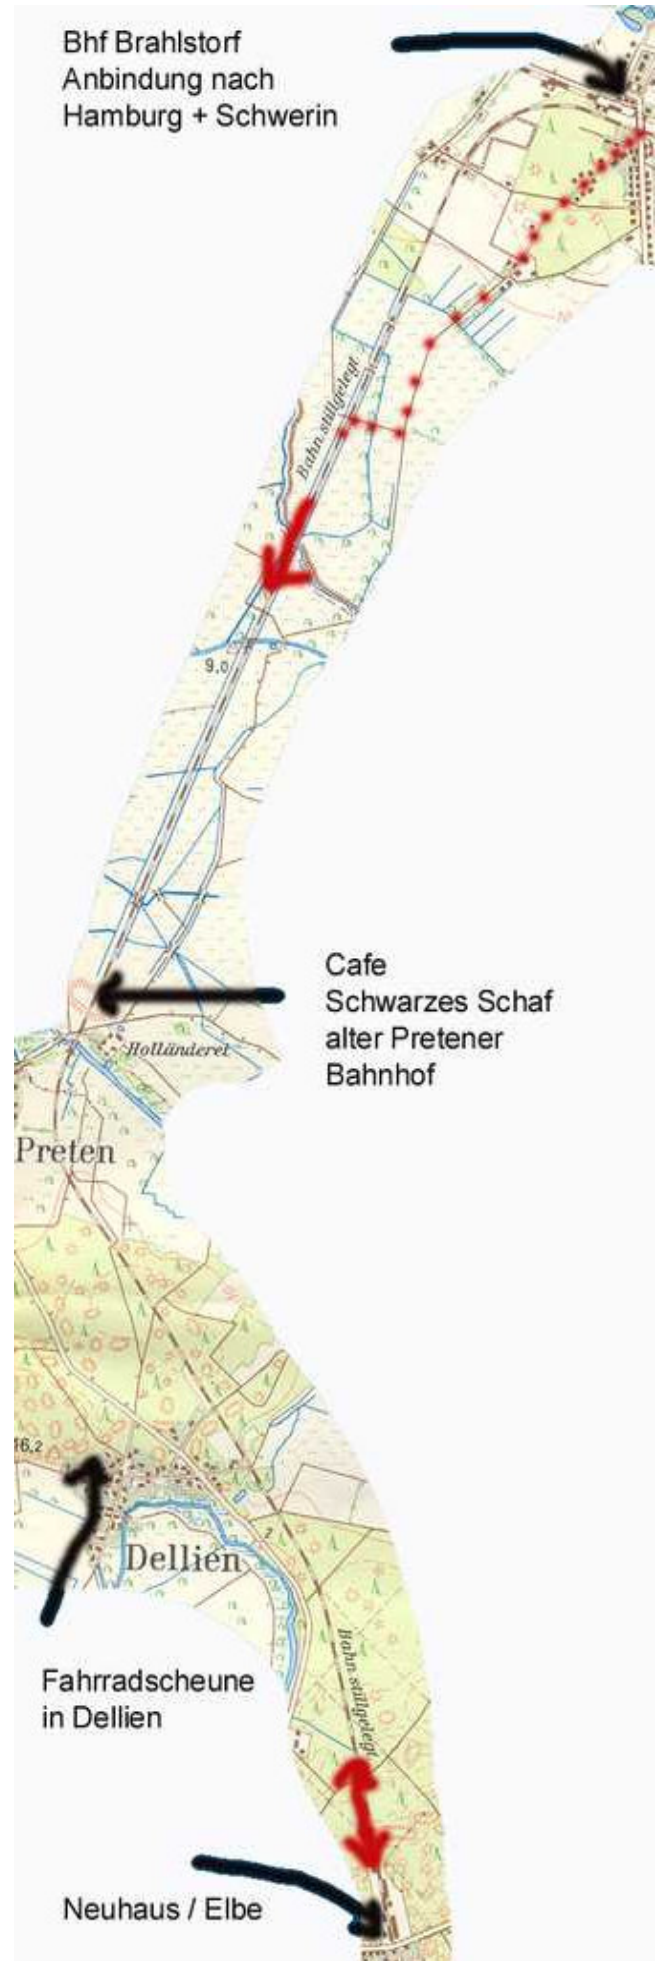 Bhf Brahlstorf
Anbindung nach
Hamburg + Schwerin
Bahn stillgelegt
9,0
Cafe
Schwarzes Schaf
alter Pretener
Bahnhof
Holländerei
Preten
16,2
Dellien
Bahn stillgelegt
Fahrradscheune
in Dellien
Neuhaus / Elbe